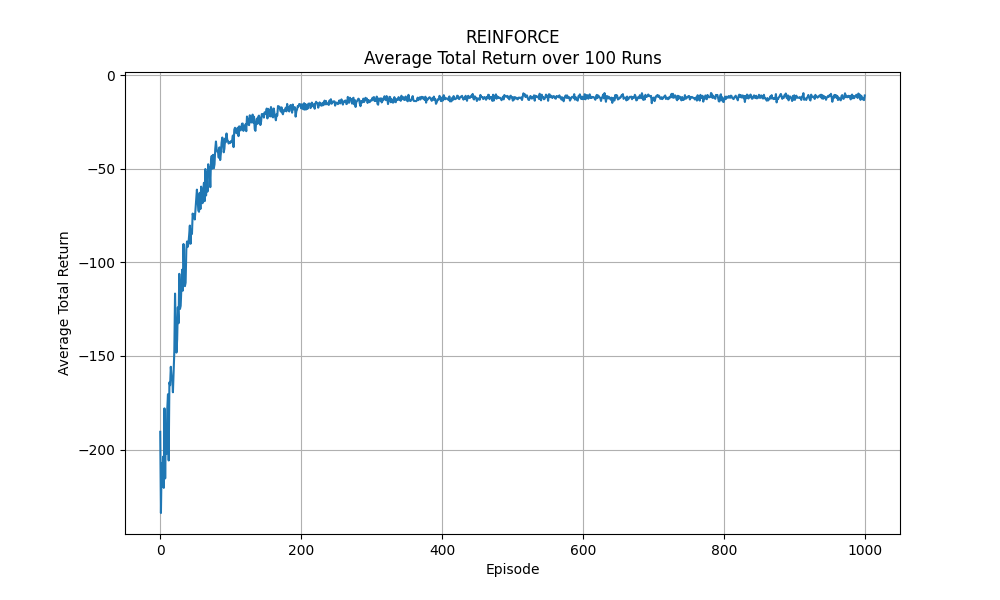 REINFORCE
Average Total Return over 100 Runs
0
−50
−100
−150
−200
Average Total Return
0 200 400 600 800 1000
Episode